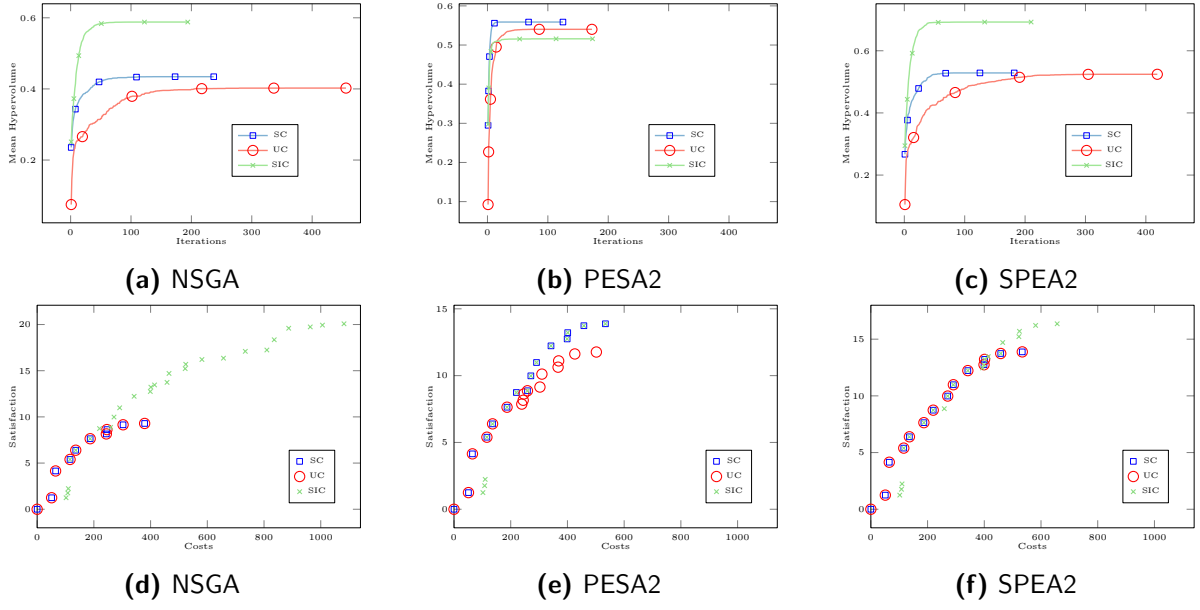 0.6
0.4
0.2
Mean Hypervolume
SC
UC
SIC
0 100 200 300 400
Iterations
(a) NSGA
0.6
0.5
0.4
0.3
0.2
0.1
Mean Hypervolume
SC
UC
SIC
0 100 200 300 400
Iterations
(b) PESA2
0.6
0.4
0.2
Mean Hypervolume
SC
UC
SIC
0 100 200 300 400
Iterations
(c) SPEA2
20
15
10
5
0
Satisfaction
SC
UC
SIC
0 200 400 600 800 1000
Costs
(d) NSGA
15
10
5
0
Satisfaction
SC
UC
SIC
0 200 400 600 800 1000
Costs
(e) PESA2
15
10
5
0
Satisfaction
SC
UC
SIC
0 200 400 600 800 1000
Costs
(f) SPEA2